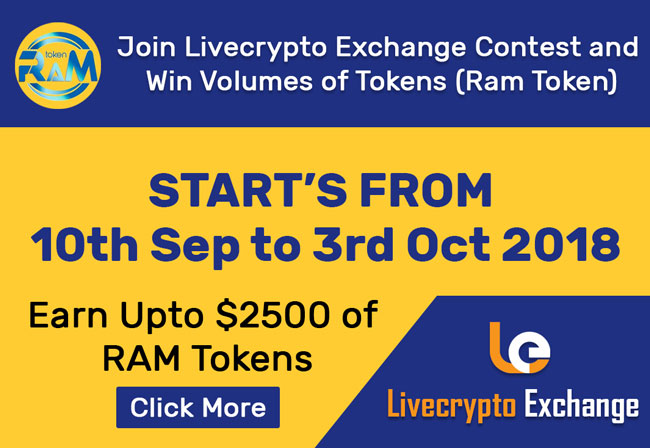 token
RAM
Join Livecrypto Exchange Contest and
Win Volumes of Tokens (Ram Token)
START'S FROM
10th Sep to 3rd Oct 2018
Earn Upto $2500 of
RAM Tokens
Click More
Le
Livecrypto Exchange